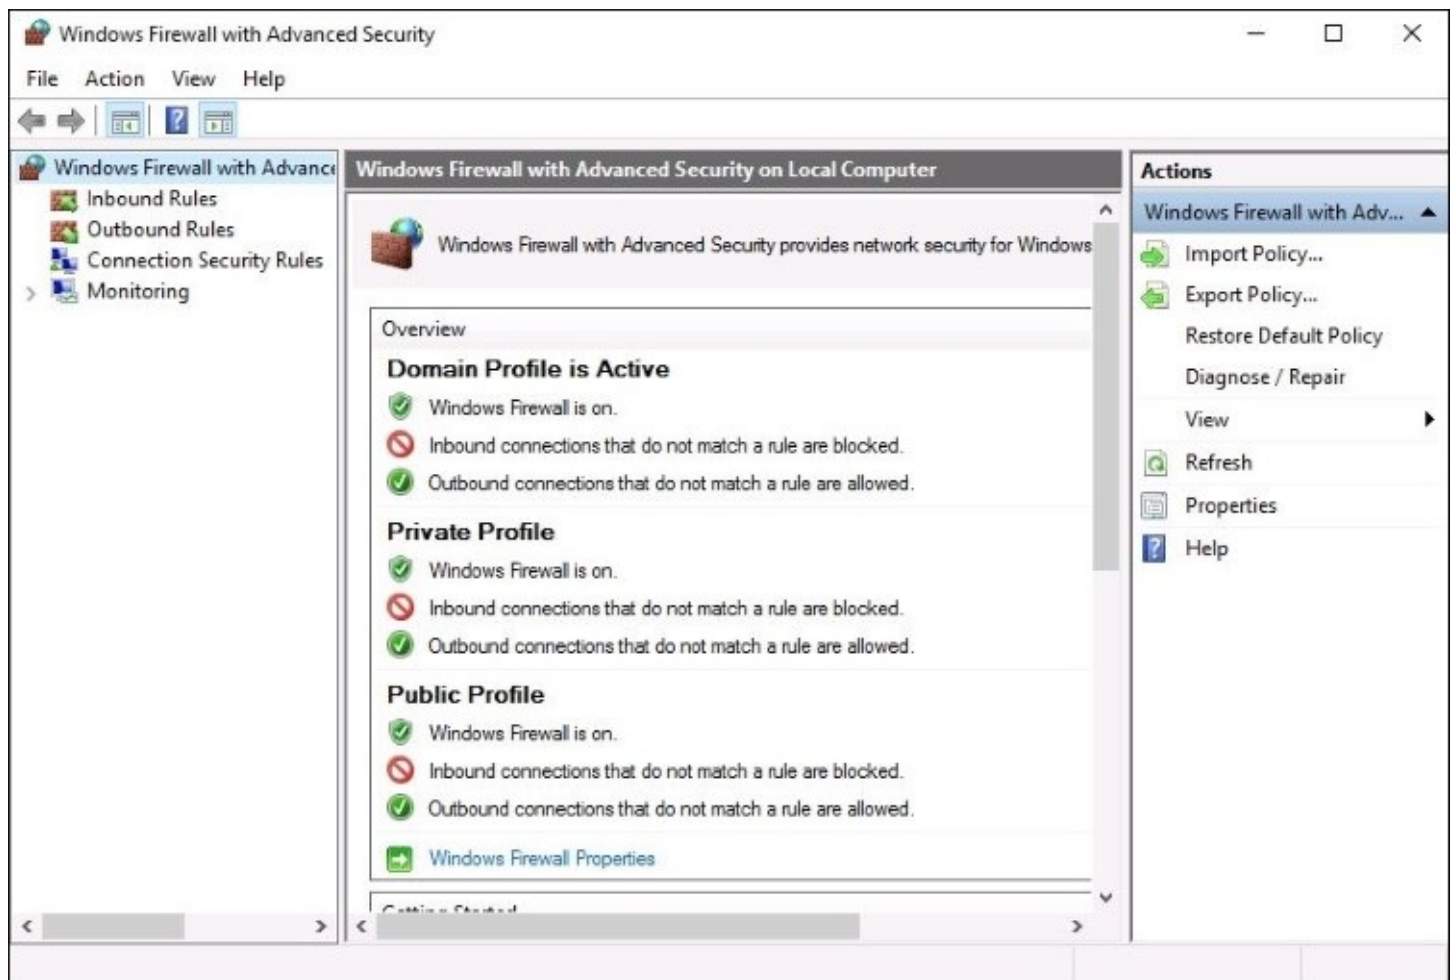 Windows Firewall with Advanced Security
File Action View Help
Windows Firewall with Advance
Inbound Rules
Outbound Rules
Connection Security Rules
Monitoring
Windows Firewall with Advanced Security on Local Computer
Windows Firewall with Advanced Security provides network security for Windows
Overview
Domain Profile is Active
Windows Firewall is on.
Inbound connections that do not match a rule are blocked.
Outbound connections that do not match a rule are allowed.
Private Profile
Windows Firewall is on.
Inbound connections that do not match a rule are blocked.
Outbound connections that do not match a rule are allowed.
Public Profile
Windows Firewall is on.
Inbound connections that do not match a rule are blocked.
Outbound connections that do not match a rule are allowed.
Windows Firewall Properties
Getting Started
Actions
Windows Firewall with Adv...
Import Policy...
Export Policy...
Restore Default Policy
Diagnose / Repair
View
Refresh
Properties
Help